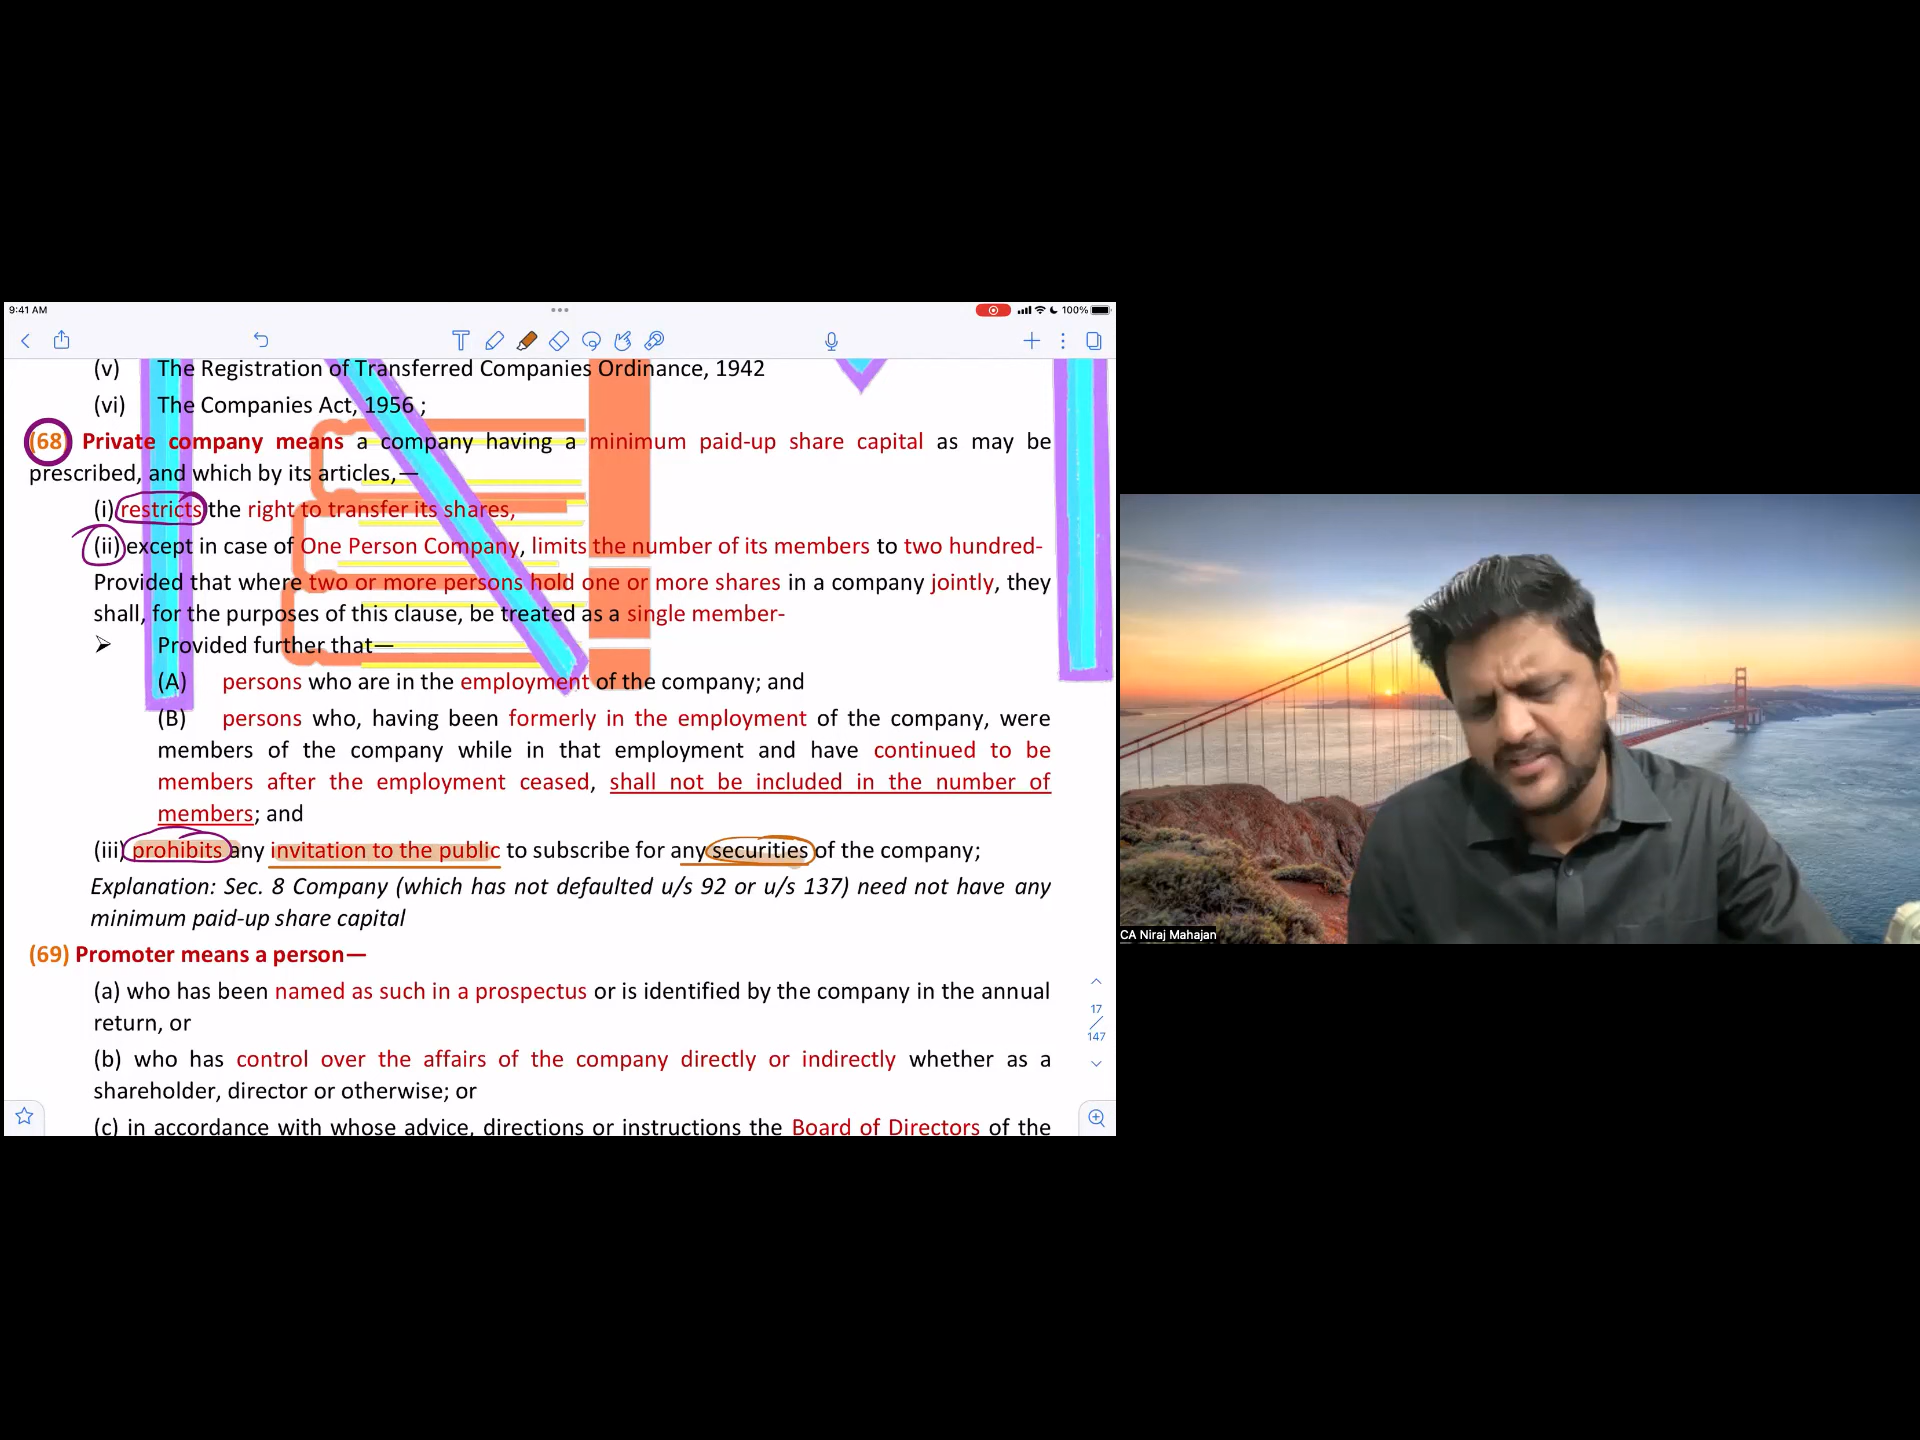 9:41 AM
100%
(v) The Registration of Transferred Companies Ordinance, 1942
(vi) The Companies Act, 1956 ;
(68) Private company means a company having a minimum paid-up share capital as may be
prescribed, and which by its articles,—
(i) restricts the right to transfer its shares,
(ii) except in case of One Person Company, limits the number of its members to two hundred-
Provided that where two or more persons hold one or more shares in a company jointly, they
shall, for the purposes of this clause, be treated as a single member-
➢ Provided further that—
(A) persons who are in the employment of the company; and
(B) persons who, having been formerly in the employment of the company, were
members of the company while in that employment and have continued to be
members after the employment ceased, shall not be included in the number of
members; and
(iii) prohibits any invitation to the public to subscribe for any securities of the company;
Explanation: Sec. 8 Company (which has not defaulted u/s 92 or u/s 137) need not have any
minimum paid-up share capital
(69) Promoter means a person—
(a) who has been named as such in a prospectus or is identified by the company in the annual
return, or
(b) who has control over the affairs of the company directly or indirectly whether as a
shareholder, director or otherwise; or
(c) in accordance with whose advice, directions or instructions the Board of Directors of the
17
147
CA Niraj Mahajan